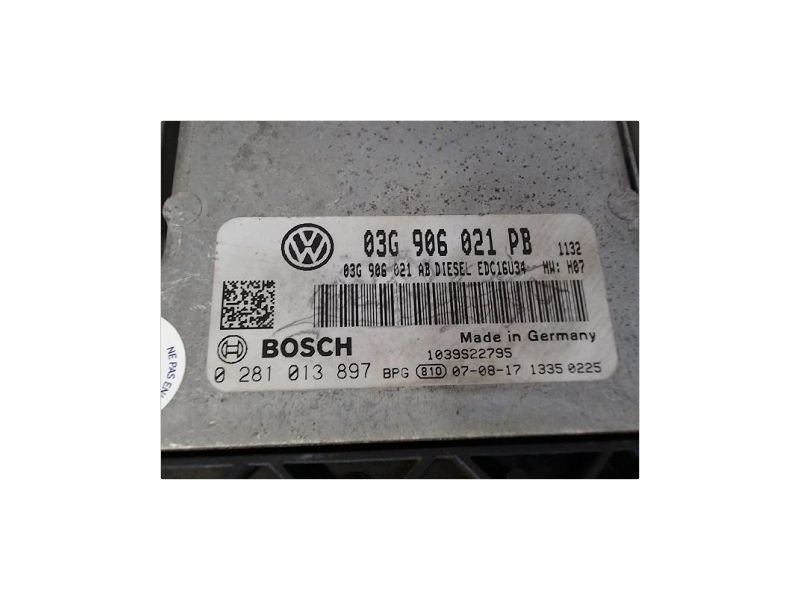 03G 906 021 PB 1132
03G 906 021 AB DIESEL EDC16U34 HW: H07
Made in Germany
BOSCH 1039S22795
0 281 013 897 BPG 810 07-08-17 1335 0225
NE PAS